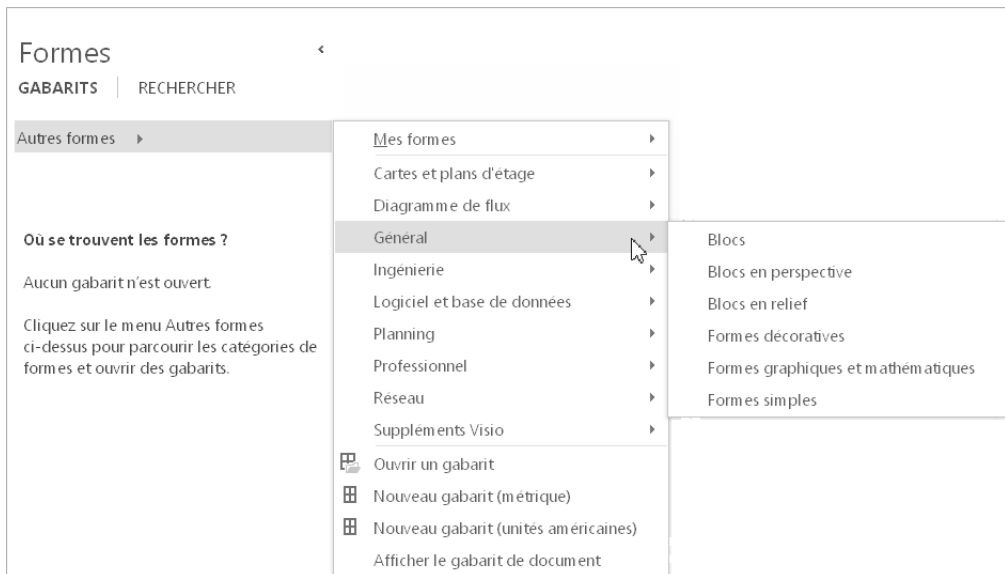 Formes
GABARITS
RECHERCHER
Autres formes
Où se trouvent les formes ?
Aucun gabarit n'est ouvert.
Cliquez sur le menu Autres formes
ci-dessus pour parcourir les catégories de
formes et ouvrir des gabarits.
Mes formes
Cartes et plans d'étage
Diagramme de flux
Général
Ingénierie
Logiciel et base de données
Planning
Professionnel
Réseau
Suppléments Visio
Ouvrir un gabarit
Nouveau gabarit (métrique)
Nouveau gabarit (unités américaines)
Afficher le gabarit de document
Blocs
Blocs en perspective
Blocs en relief
Formes décoratives
Formes graphiques et mathématiques
Formes simples